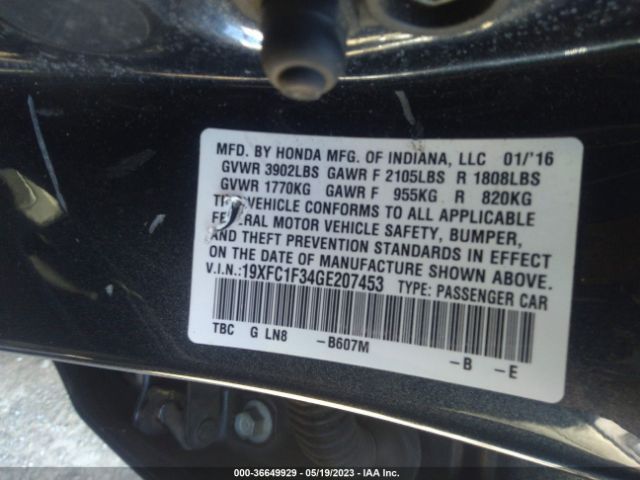 MFD. BY HONDA MFG. OF INDIANA, LLC 01/'16
GVWR 3902LBS GAWR F 2105LBS R 1808LBS
GVWR 1770KG GAWR F 955KG R 820KG
THIS VEHICLE CONFORMS TO ALL APPLICABLE
FEDERAL MOTOR VEHICLE SAFETY, BUMPER,
AND THEFT PREVENTION STANDARDS IN EFFECT
ON THE DATE OF MANUFACTURE SHOWN ABOVE.
V.I.N.:19XFC1F34GE207453 TYPE: PASSENGER CAR
TBC G LN8 -B607M -B -E
000-36649929 - 05/19/2023 - IAA Inc.